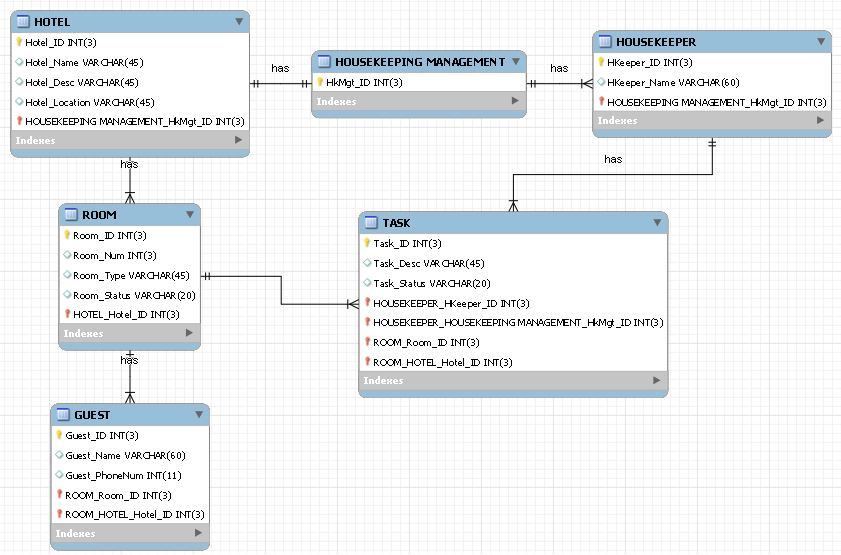 HOTEL
Hotel_ID INT(3)
Hotel_Name VARCHAR(45)
Hotel_Desc VARCHAR(45)
Hotel_Location VARCHAR(45)
HOUSEKEEPING MANAGEMENT_HkMgt_ID INT(3)
Indexes
has
HOUSEKEEPING MANAGEMENT
HkMgt_ID INT(3)
Indexes
has
HOUSEKEEPER
HKeeper_ID INT(3)
HKeeper_Name VARCHAR(60)
HOUSEKEEPING MANAGEMENT_HkMgt_ID INT(3)
Indexes
has
has
ROOM
Room_ID INT(3)
Room_Num INT(3)
Room_Type VARCHAR(45)
Room_Status VARCHAR(20)
HOTEL_Hotel_ID INT(3)
Indexes
TASK
Task_ID INT(3)
Task_Desc VARCHAR(45)
Task_Status VARCHAR(20)
HOUSEKEEPER_HKeeper_ID INT(3)
HOUSEKEEPER_HOUSEKEEPING MANAGEMENT_HkMgt_ID INT(3)
ROOM_Room_ID INT(3)
ROOM_HOTEL_Hotel_ID INT(3)
Indexes
has
GUEST
Guest_ID INT(3)
Guest_Name VARCHAR(60)
Guest_PhoneNum INT(11)
ROOM_Room_ID INT(3)
ROOM_HOTEL_Hotel_ID INT(3)
Indexes